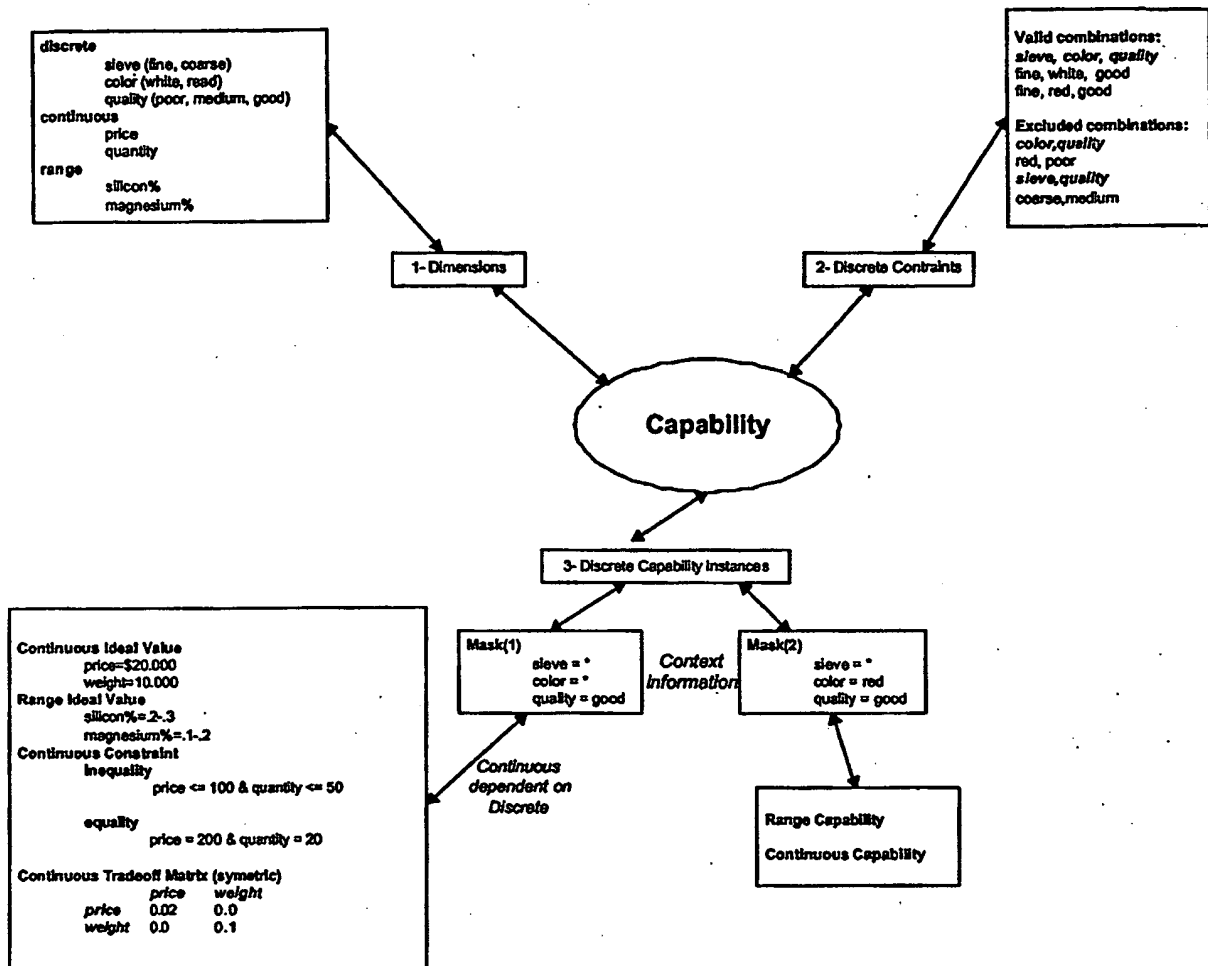 discrete
sieve (fine, coarse)
color (white, read)
quality (poor, medium, good)
continuous
price
quantity
range
silicon%
magnesium%
Valid combinations:
sieve, color, quality
fine, white, good
fine, red, good
Excluded combinations:
color,quality
red, poor
sieve,quality
coarse,medium
1- Dimensions
2- Discrete Contraints
Capability
3- Discrete Capability Instances
Mask(1)
sieve = *
color = *
quality = good
Context
Information
Mask(2)
sieve = *
color = red
quality = good
Continuous Ideal Value
price=$20.000
weight=10.000
Range Ideal Value
silicon%=.2-.3
magnesium%=.1-.2
Continuous Constraint
inequality
price <= 100 & quantity <= 50
equality
price = 200 & quantity = 20
Continuous Tradeoff Matrix (symetric)
price weight
price 0.02 0.0
weight 0.0 0.1
Continuous
dependent on
Discrete
Range Capability
Continuous Capability